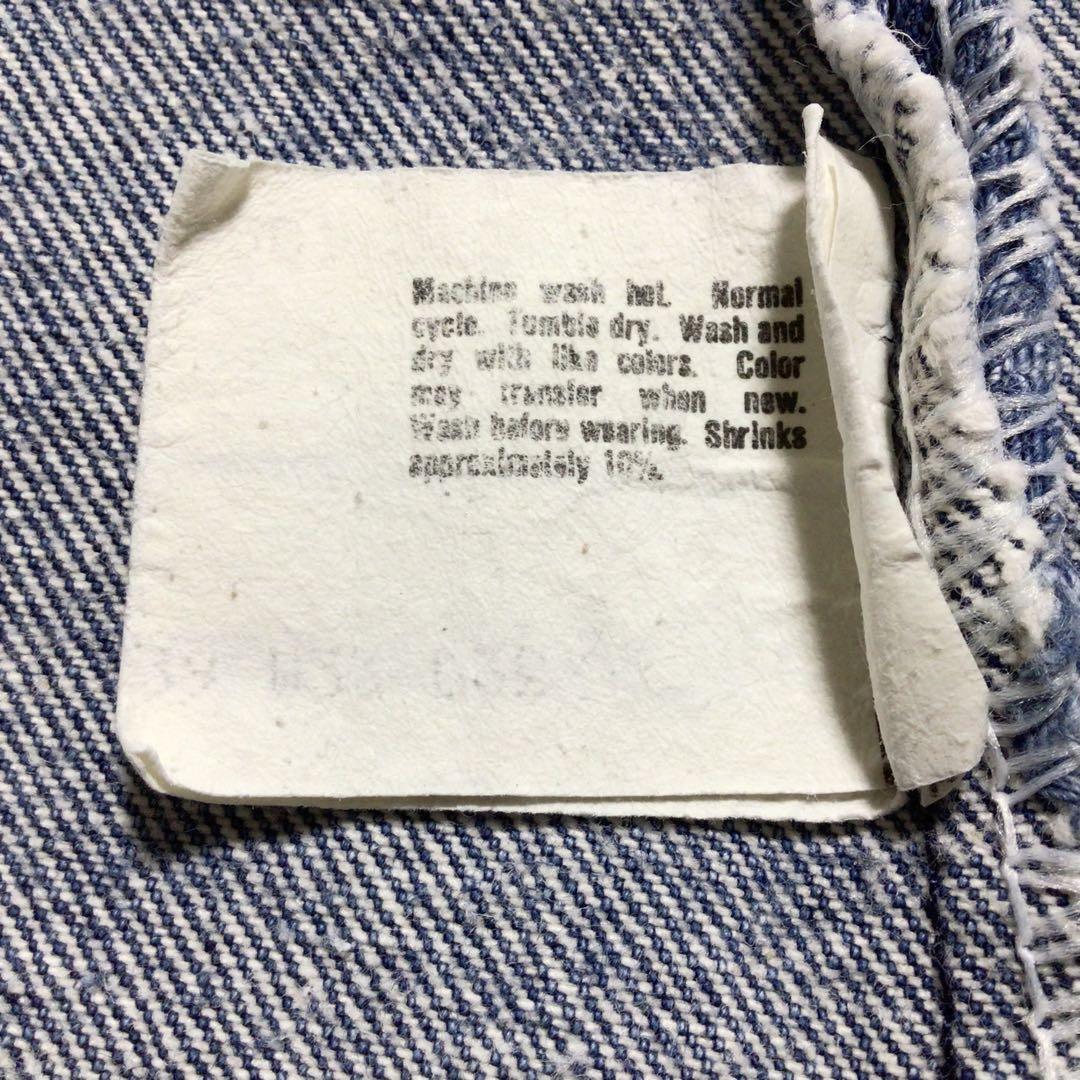 Machine wash hot. Normal
cycle. Tumble dry. Wash and
dry with like colors. Color
may transfer when new.
Wash before wearing. Shrinks
approximately 10%.